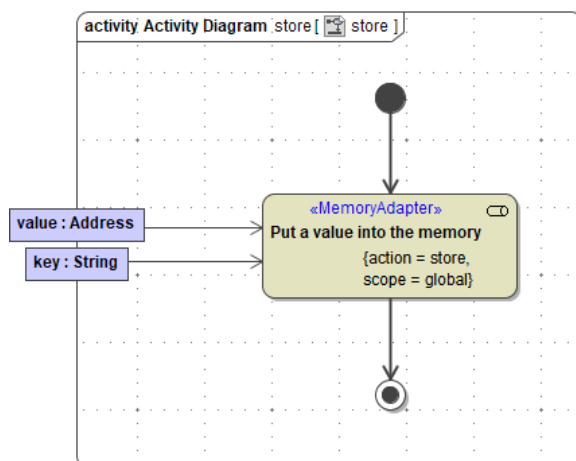 activity Activity Diagram store [ store ]
«MemoryAdapter»
value : Address
Put a value into the memory
key : String
{action = store,
scope = global}